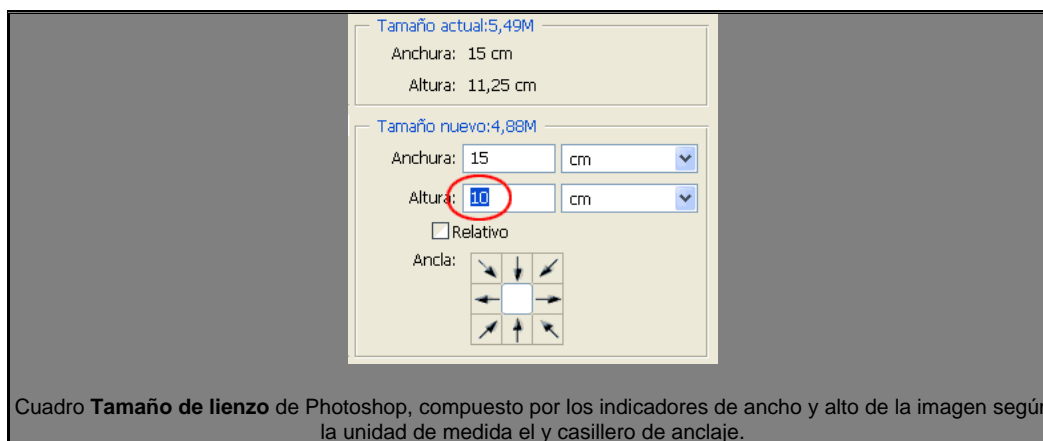 Tamaño actual:5,49M
Anchura: 15 cm
Altura: 11,25 cm
Tamaño nuevo:4,88M
Anchura: 15 cm
Altura: 10 cm
Relativo
Ancla:
Cuadro Tamaño de lienzo de Photoshop, compuesto por los indicadores de ancho y alto de la imagen según
la unidad de medida el y casillero de anclaje.